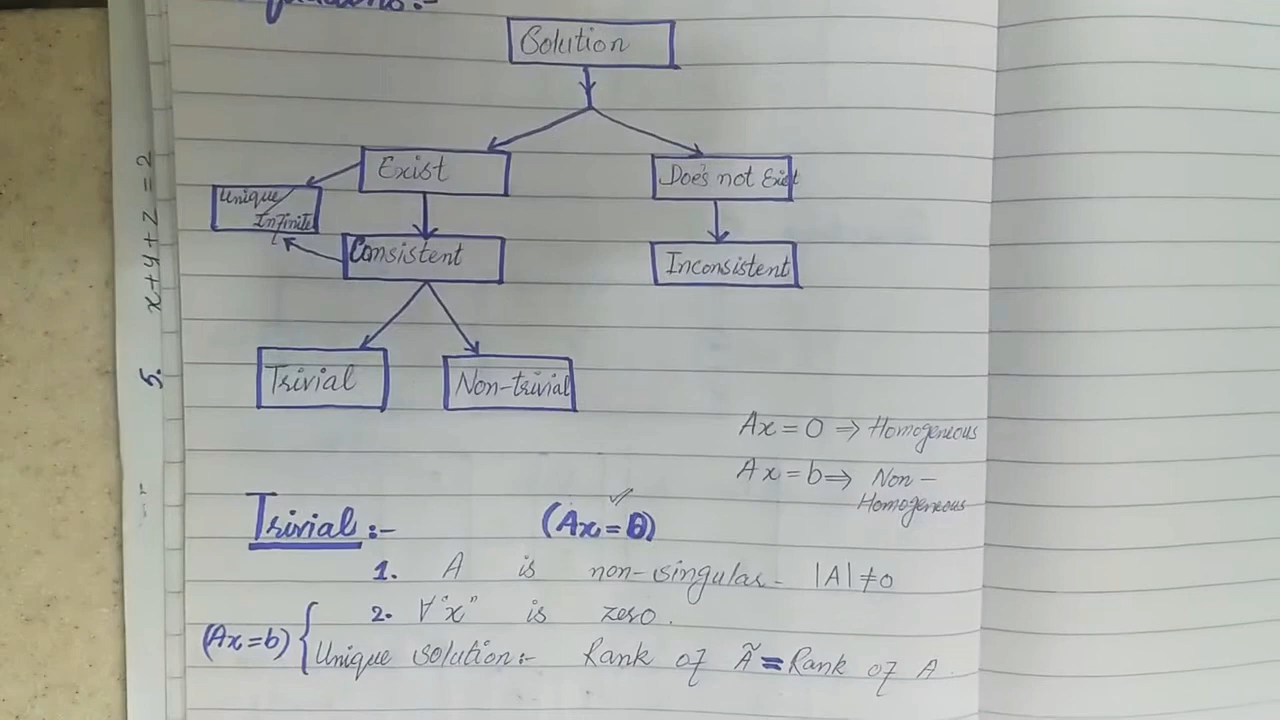 Solution
Exist
Does not Exist
Unique
Infinite
Consistent
Inconsistent
Trivial
Non-trivial
5. x+y+z=2
Ax=0 ⇒ Homogeneous
Ax=b ⇒ Non-
Homogeneous
Trivial:- (Ax=0)
1. A is non-singular- |A|≠0
2. ∀"x" is zero.
(Ax=b) { Unique solution:- Rank of Ã = Rank of A.